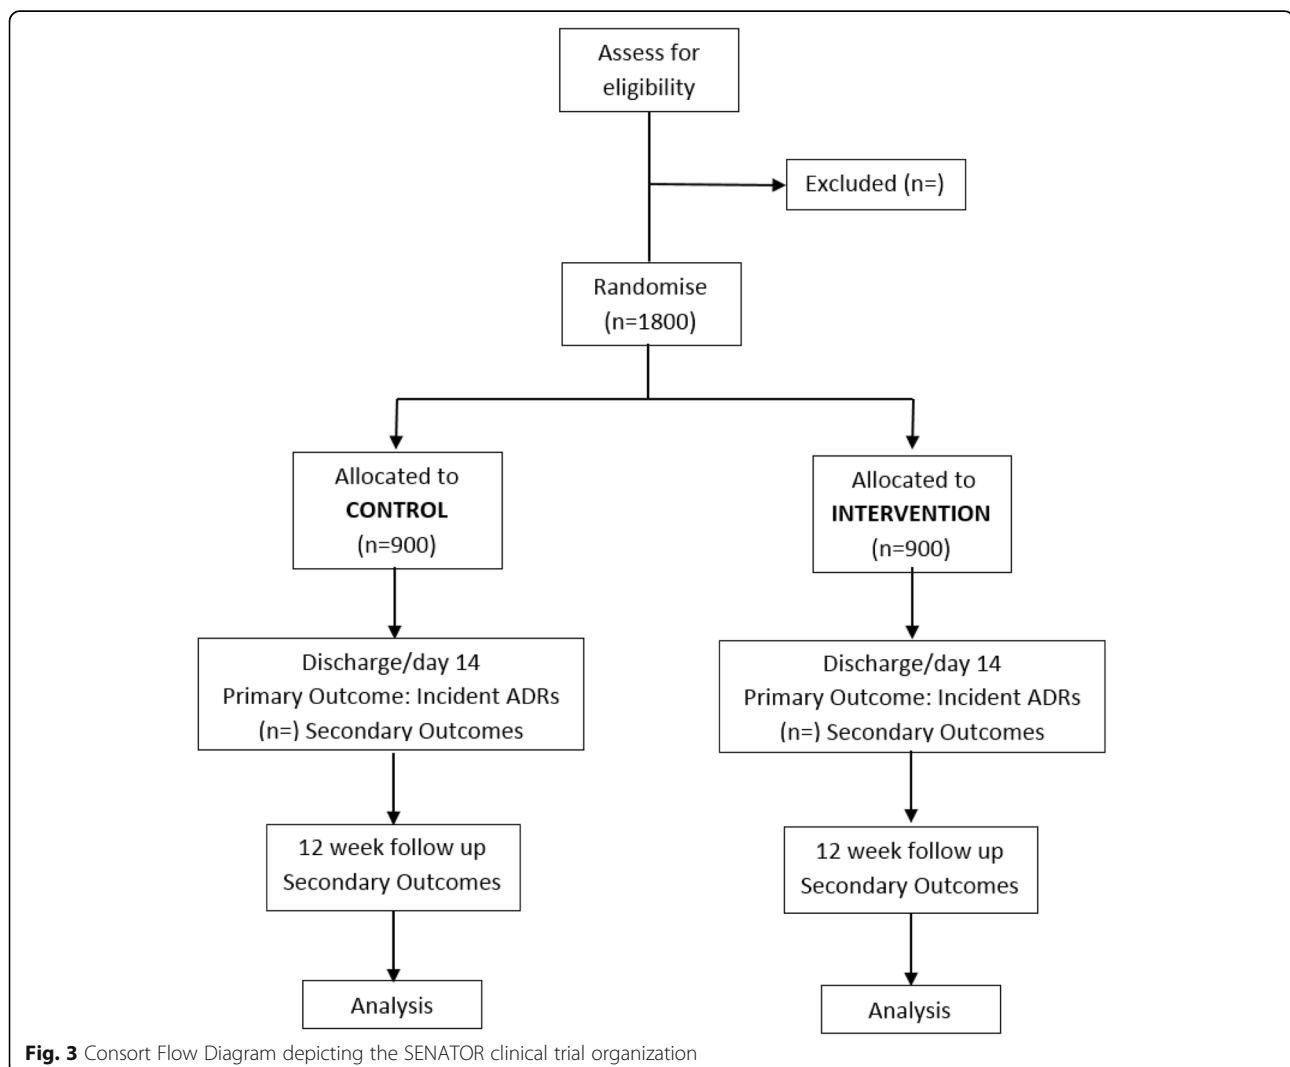 Assess for
eligibility
Excluded (n=)
Randomise
(n=1800)
Allocated to
CONTROL
(n=900)
Allocated to
INTERVENTION
(n=900)
Discharge/day 14
Primary Outcome: Incident ADRs
(n=) Secondary Outcomes
Discharge/day 14
Primary Outcome: Incident ADRs
(n=) Secondary Outcomes
12 week follow up
Secondary Outcomes
12 week follow up
Secondary Outcomes
Analysis
Analysis
Fig. 3 Consort Flow Diagram depicting the SENATOR clinical trial organization